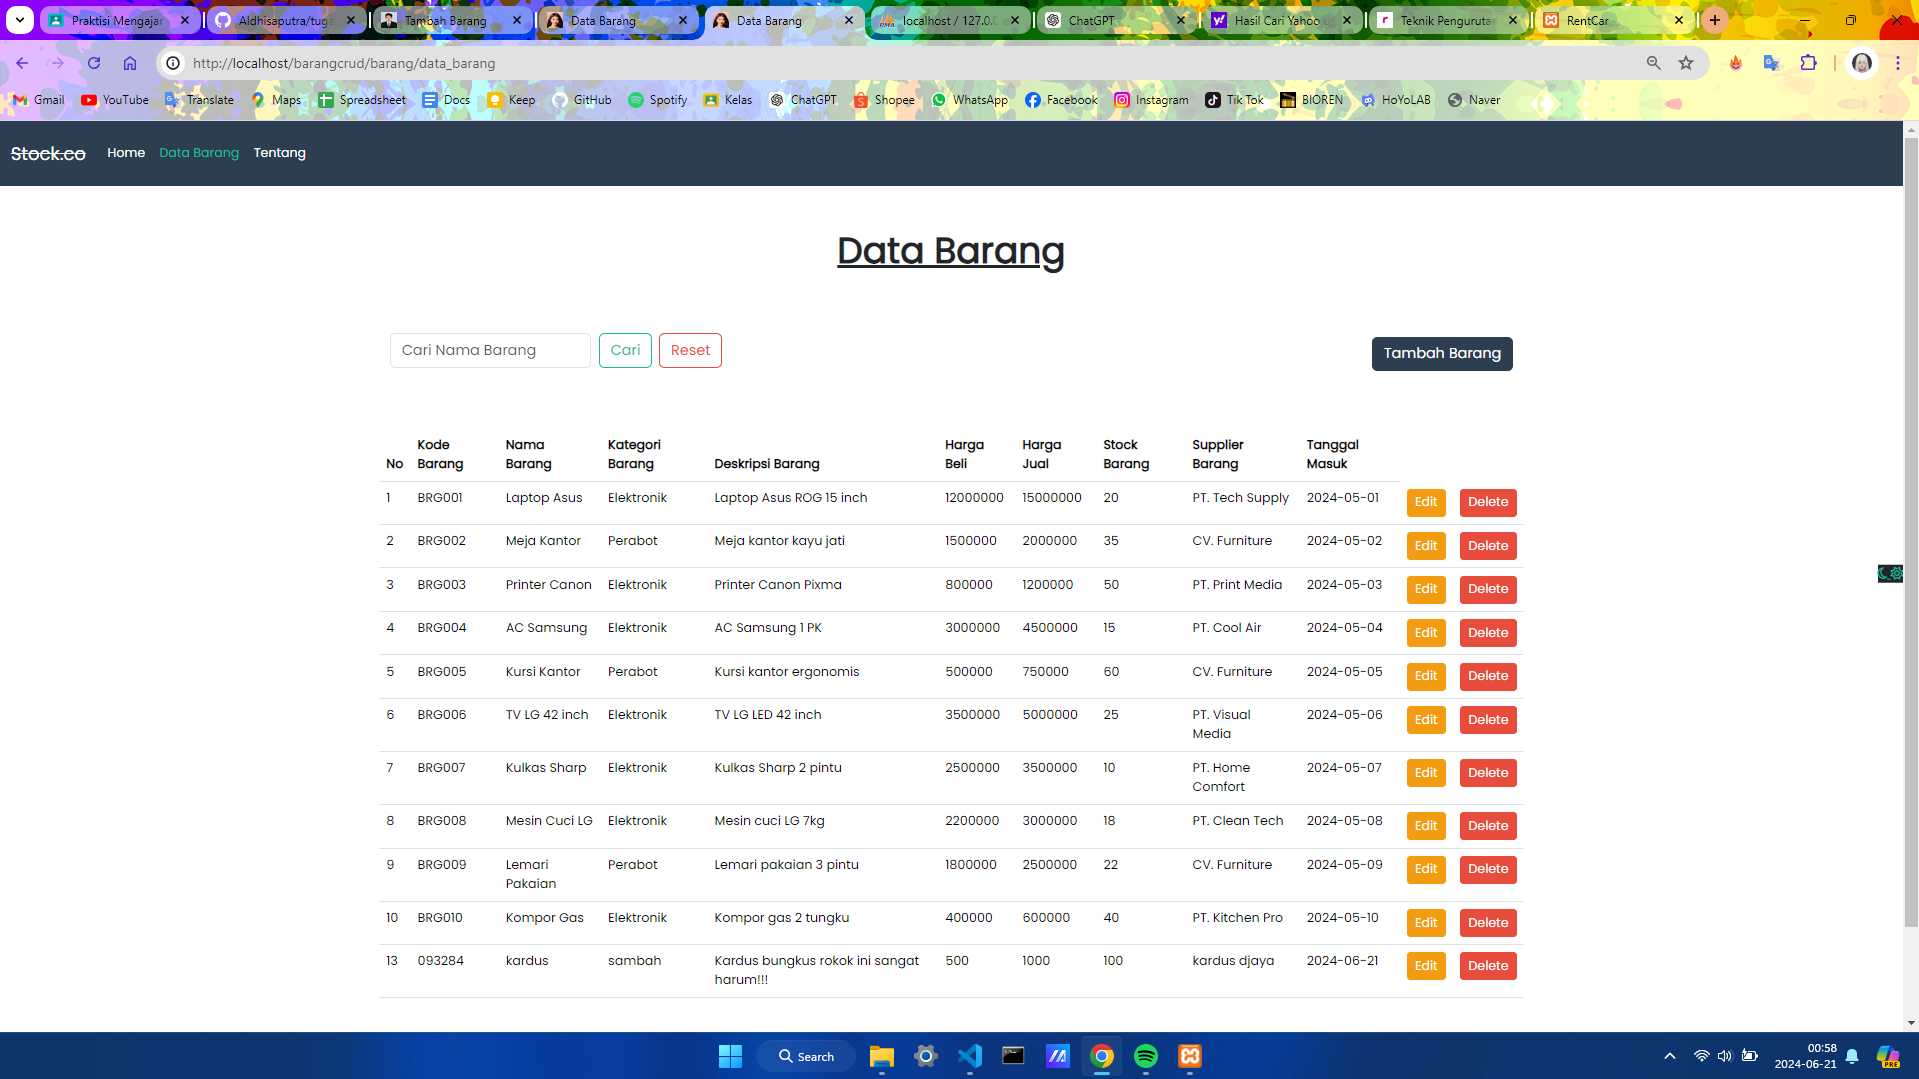 Praktisi Mengajar
Aldhisaputra/tuga
Tambah Barang
Data Barang
Data Barang
localhost / 127.0.0
ChatGPT
Hasil Cari Yahoo
Teknik Pengurutan
RentCar
http://localhost/barangcrud/barang/data_barang
Gmail YouTube Translate Maps Spreadsheet Docs Keep GitHub Spotify Kelas ChatGPT Shopee WhatsApp Facebook Instagram Tik Tok BIOREN HoYoLAB Naver
Stock.co Home Data Barang Tentang
Data Barang
Cari Nama Barang Cari Reset Tambah Barang
No Kode Barang Nama Barang Kategori Barang Deskripsi Barang Harga Beli Harga Jual Stock Barang Supplier Barang Tanggal Masuk
1 BRG001 Laptop Asus Elektronik Laptop Asus ROG 15 inch 12000000 15000000 20 PT. Tech Supply 2024-05-01 Edit Delete
2 BRG002 Meja Kantor Perabot Meja kantor kayu jati 1500000 2000000 35 CV. Furniture 2024-05-02 Edit Delete
3 BRG003 Printer Canon Elektronik Printer Canon Pixma 800000 1200000 50 PT. Print Media 2024-05-03 Edit Delete
4 BRG004 AC Samsung Elektronik AC Samsung 1 PK 3000000 4500000 15 PT. Cool Air 2024-05-04 Edit Delete
5 BRG005 Kursi Kantor Perabot Kursi kantor ergonomis 500000 750000 60 CV. Furniture 2024-05-05 Edit Delete
6 BRG006 TV LG 42 inch Elektronik TV LG LED 42 inch 3500000 5000000 25 PT. Visual Media 2024-05-06 Edit Delete
7 BRG007 Kulkas Sharp Elektronik Kulkas Sharp 2 pintu 2500000 3500000 10 PT. Home Comfort 2024-05-07 Edit Delete
8 BRG008 Mesin Cuci LG Elektronik Mesin cuci LG 7kg 2200000 3000000 18 PT. Clean Tech 2024-05-08 Edit Delete
9 BRG009 Lemari Pakaian Perabot Lemari pakaian 3 pintu 1800000 2500000 22 CV. Furniture 2024-05-09 Edit Delete
10 BRG010 Kompor Gas Elektronik Kompor gas 2 tungku 400000 600000 40 PT. Kitchen Pro 2024-05-10 Edit Delete
13 093284 kardus sambah Kardus bungkus rokok ini sangat harum!!! 500 1000 100 kardus djaya 2024-06-21 Edit Delete
Search
00:58
2024-06-21
PRE